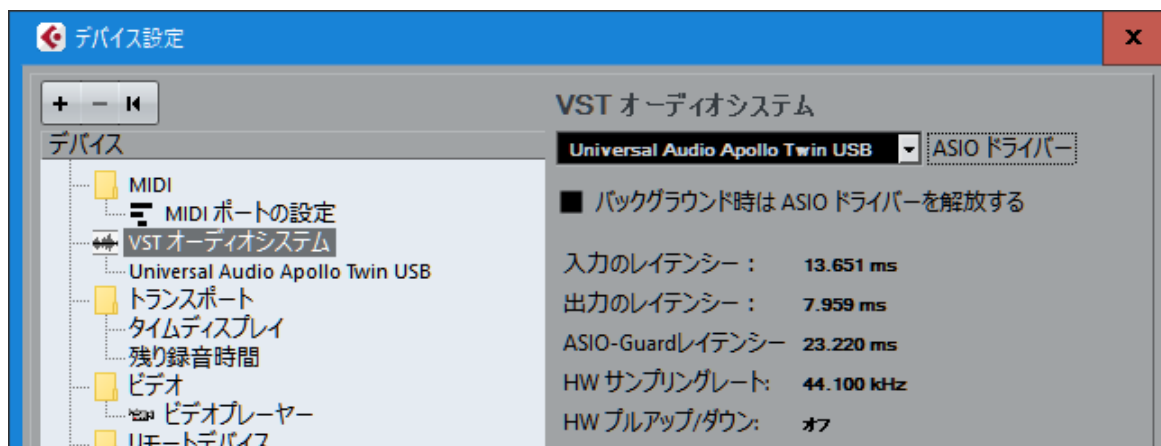 デバイス設定
x
+ -
デバイス
MIDI
MIDI ポートの設定
VST オーディオシステム
Universal Audio Apollo Twin USB
トランスポート
タイムディスプレイ
残り録音時間
ビデオ
ビデオプレーヤー
リモートデバイス
VST オーディオシステム
Universal Audio Apollo Twin USB ASIO ドライバー
バックグラウンド時は ASIO ドライバーを解放する
入力のレイテンシー： 13.651 ms
出力のレイテンシー： 7.959 ms
ASIO-Guardレイテンシー 23.220 ms
HW サンプリングレート: 44.100 kHz
HW プルアップ/ダウン: オフ